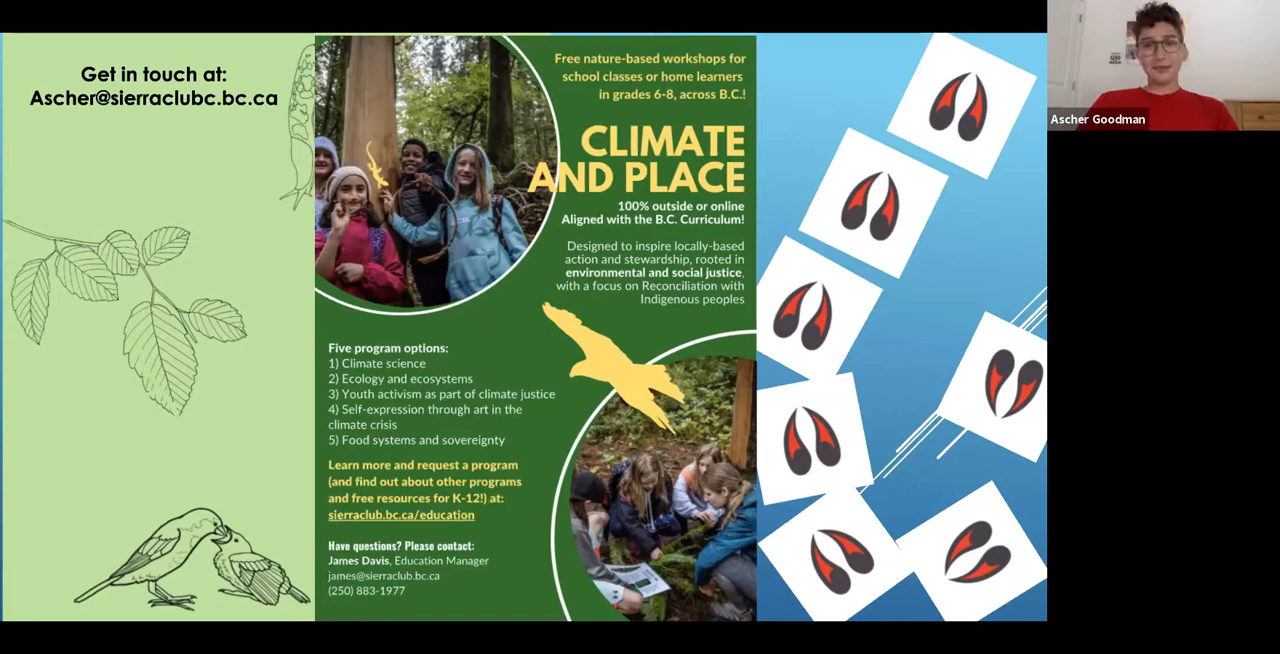 Get in touch at:
Ascher@sierraclubc.bc.ca
Free nature-based workshops for
school classes or home learners
in grades 6-8, across B.C.!
CLIMATE
AND PLACE
100% outside or online
Aligned with the B.C. Curriculum!
Designed to inspire locally-based
action and stewardship, rooted in
environmental and social justice,
with a focus on Reconciliation with
Indigenous peoples
Five program options:
1) Climate science
2) Ecology and ecosystems
3) Youth activism as part of climate justice
4) Self-expression through art in the
climate crisis
5) Food systems and sovereignty
Learn more and request a program
(and find out about other programs
and free resources for K-12!) at:
sierraclub.bc.ca/education
Have questions? Please contact:
James Davis, Education Manager
james@sierraclub.bc.ca
(250) 883-1977
Ascher Goodman